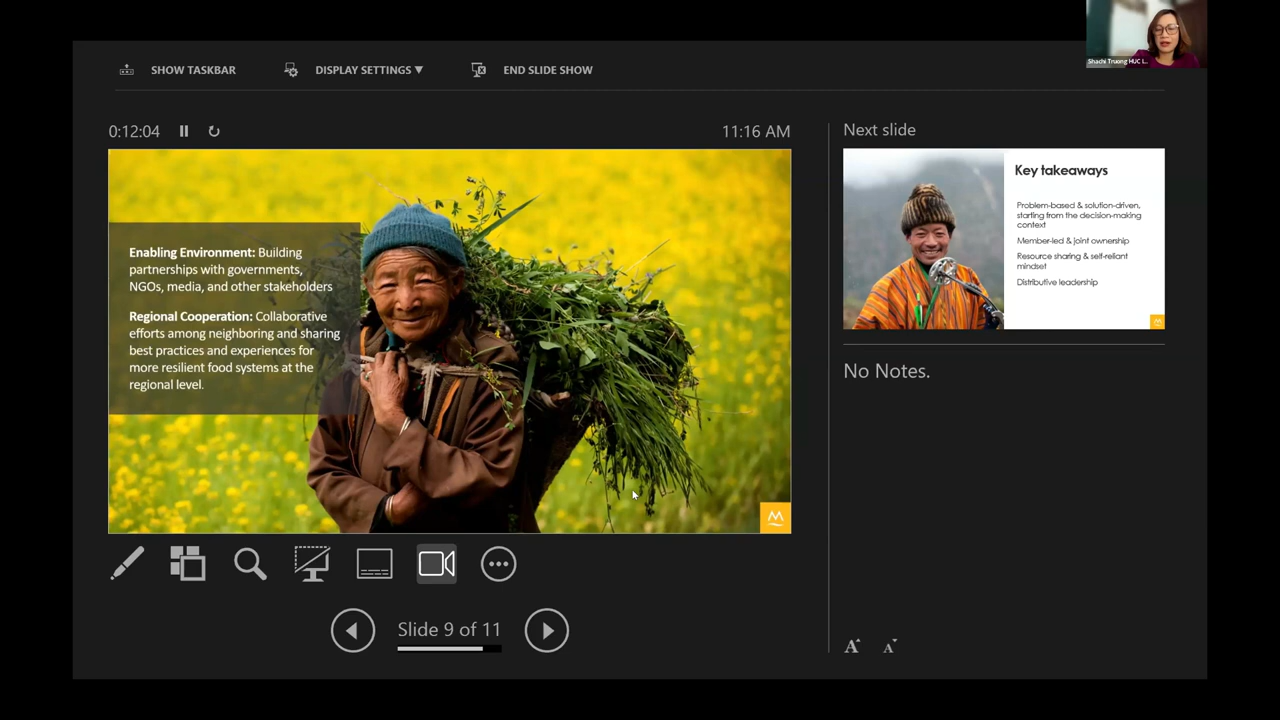 Shachi Truong HUC L...
SHOW TASKBAR
DISPLAY SETTINGS ▼
END SLIDE SHOW
0:12:04
11:16 AM
Enabling Environment: Building
partnerships with governments,
NGOs, media, and other stakeholders
Regional Cooperation: Collaborative
efforts among neighboring and sharing
best practices and experiences for
more resilient food systems at the
regional level.
Slide 9 of 11
Next slide
Key takeaways
Problem-based & solution-driven,
starting from the decision-making
context
Member-led & joint ownership
Resource sharing & self-reliant
mindset
Distributive leadership
No Notes.
A A